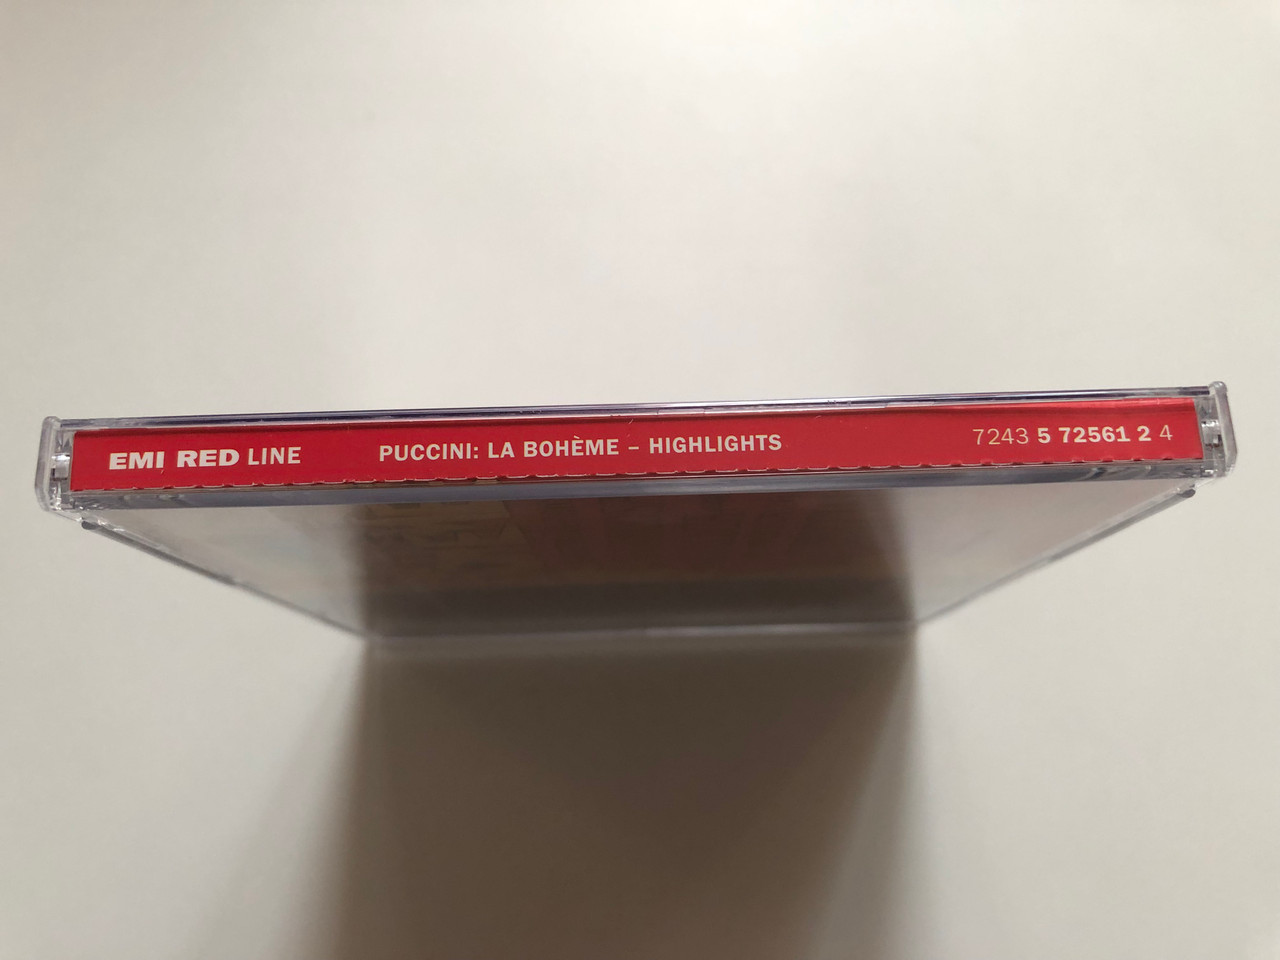 EMI RED LINE PUCCINI: LA BOHÈME – HIGHLIGHTS 7243 5 72561 2 4